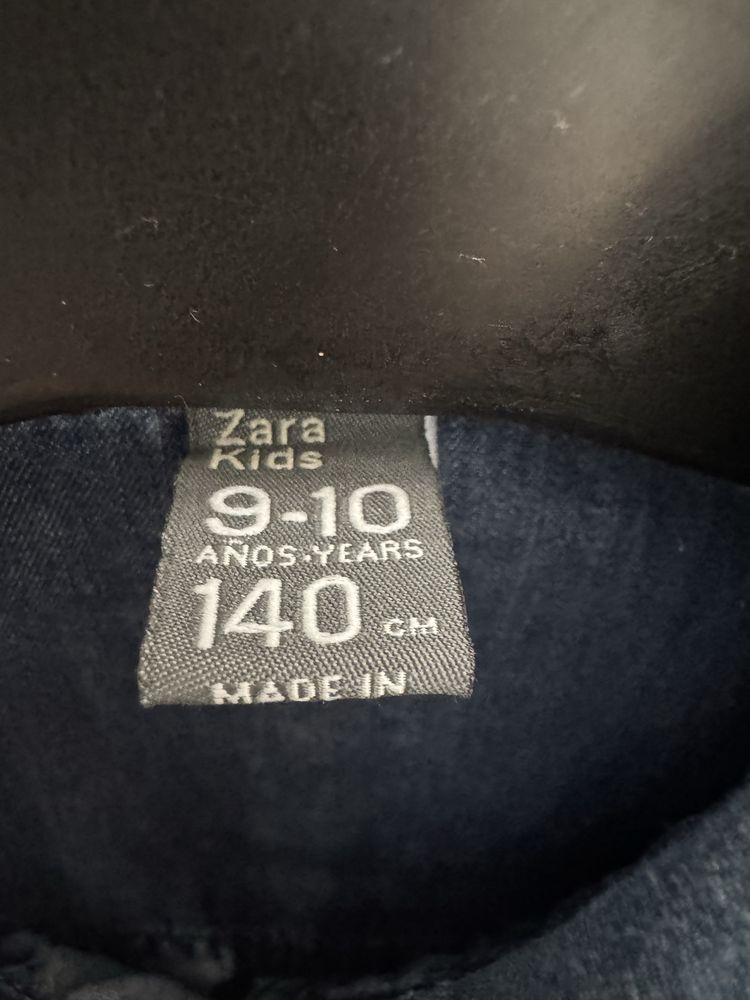 Zara
Kids
9-10
AÑOS·YEARS
140 CM
MADE IN